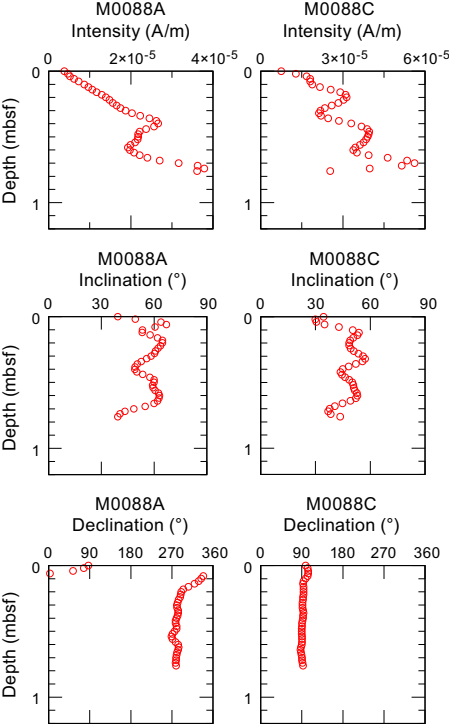 M0088A M0088C
Intensity (A/m) Intensity (A/m)
0 2×10⁻⁵ 4×10⁻⁵ 0 3×10⁻⁵ 6×10⁻⁵
0 0
Depth (mbsf)
1 1
M0088A M0088C
Inclination (°) Inclination (°)
0 30 60 90 0 30 60 90
0 0
Depth (mbsf)
1 1
M0088A M0088C
Declination (°) Declination (°)
0 90 180 270 360 0 90 180 270 360
0 0
Depth (mbsf)
1 1